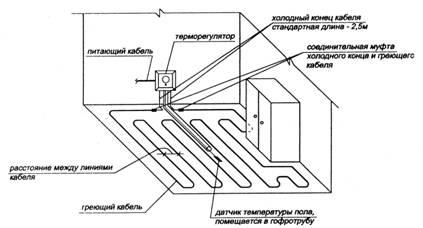 холодный конец кабеля
стандартная длина - 2,5м
терморегулятор
питающий кабель
соединительная муфта
холодного конца и греющего
кабеля
расстояние между линиями
кабеля
греющий кабель
датчик температуры пола,
помещается в гофротрубу